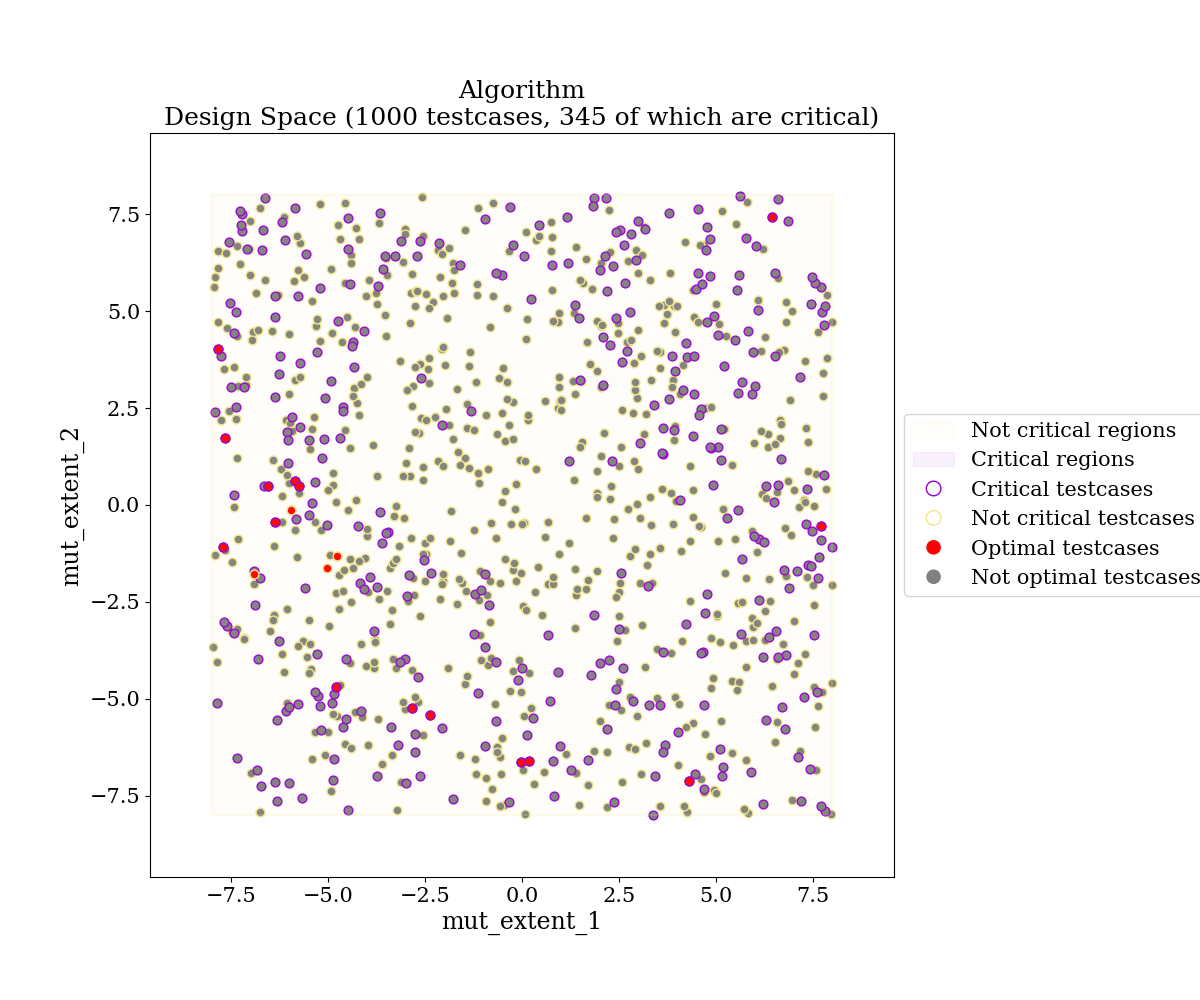 Algorithm
Design Space (1000 testcases, 345 of which are critical)
mut_extent_2
7.5
5.0
2.5
0.0
−2.5
−5.0
−7.5
−7.5
−5.0
−2.5
0.0
2.5
5.0
7.5
mut_extent_1
Not critical regions
Critical regions
Critical testcases
Not critical testcases
Optimal testcases
Not optimal testcases